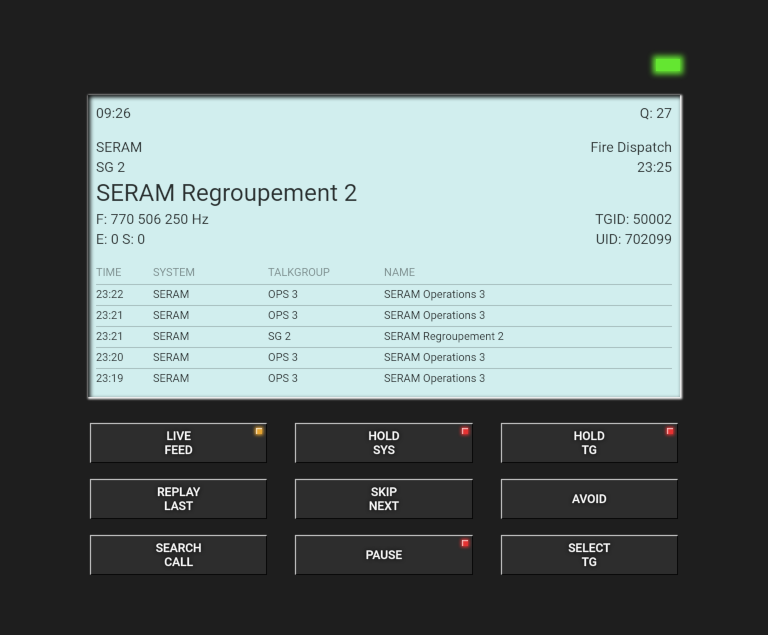 09:26 Q: 27
SERAM Fire Dispatch
SG 2 23:25
SERAM Regroupement 2
F: 770 506 250 Hz TGID: 50002
E: 0 S: 0 UID: 702099
TIME SYSTEM TALKGROUP NAME
23:22 SERAM OPS 3 SERAM Operations 3
23:21 SERAM OPS 3 SERAM Operations 3
23:21 SERAM SG 2 SERAM Regroupement 2
23:20 SERAM OPS 3 SERAM Operations 3
23:19 SERAM OPS 3 SERAM Operations 3
LIVE
FEED
HOLD
SYS
HOLD
TG
REPLAY
LAST
SKIP
NEXT
AVOID
SEARCH
CALL
PAUSE
SELECT
TG